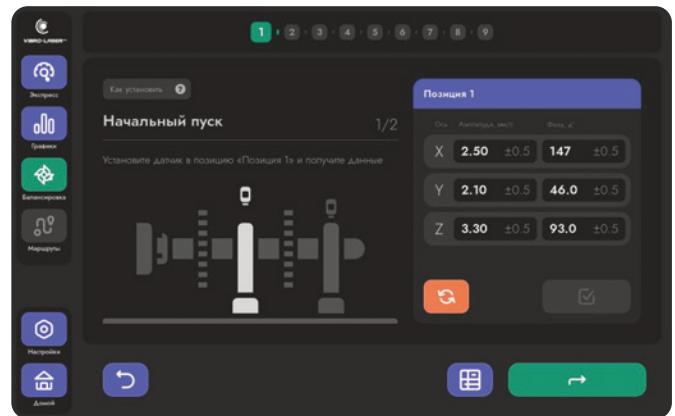 VIBRO-LASER
1 2 3 4 5 6 7 8 9
Экспресс
Графики
Балансировка
Маршруты
Настройки
Домой
Как установить ?
Начальный пуск 1/2
Установите датчик в позицию «Позиция 1» и получите данные
Позиция 1
Ось Амплитуда, мм/с Фаза, д°
X 2.50 ±0.5 147 ±0.5
Y 2.10 ±0.5 46.0 ±0.5
Z 3.30 ±0.5 93.0 ±0.5